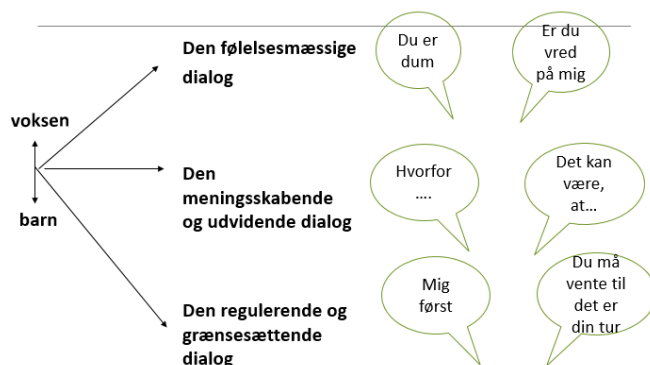 Den følelsesmæssige
dialog
Du er
dum
Er du
vred
på mig
voksen
barn
Den
meningsskabende
og udvidende dialog
Hvorfor
....
Det kan
være,
at...
Den regulerende og
grænsesættende
dialog
Mig
først
Du må
vente til
det er
din tur